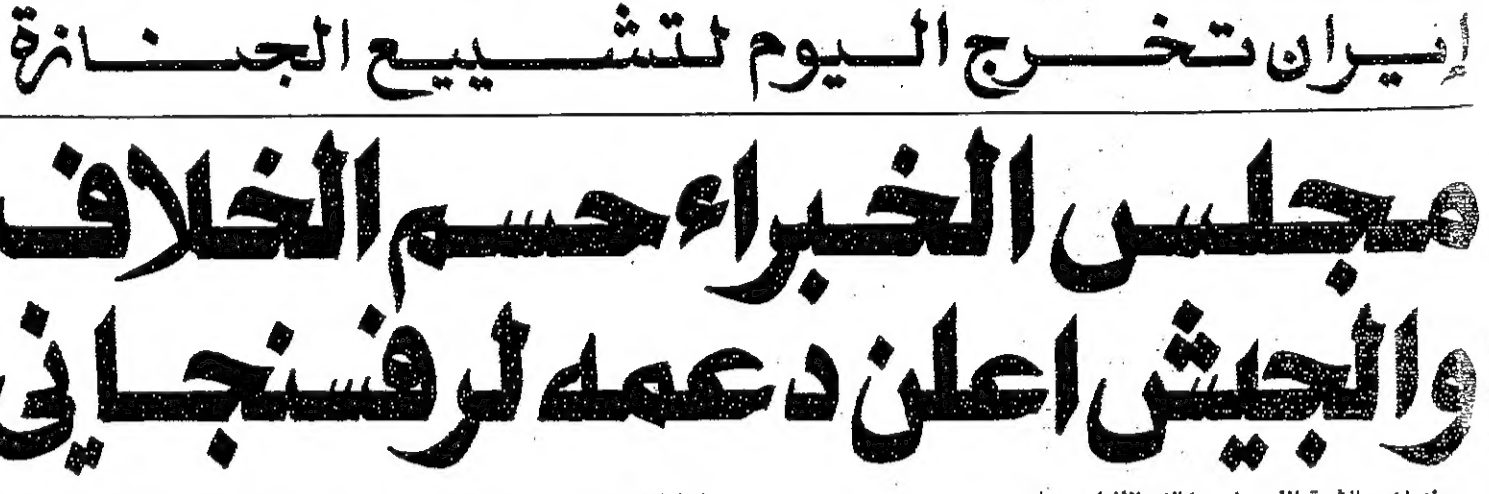 إيران تخرج اليوم لتشييع الجنازة
مجلس الخبراء حسم الخلاف
والجيش اعلن دعمه لرفسنجاني